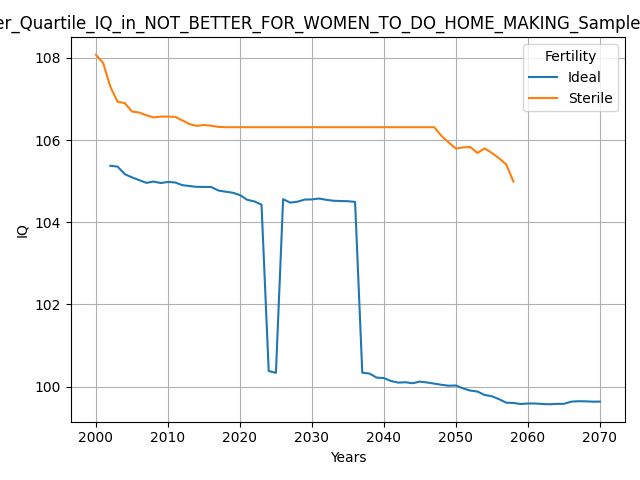 er_Quartile_IQ_in_NOT_BETTER_FOR_WOMEN_TO_DO_HOME_MAKING_Sample
Fertility
Ideal
Sterile
108
106
104
102
100
IQ
2000 2010 2020 2030 2040 2050 2060 2070
Years